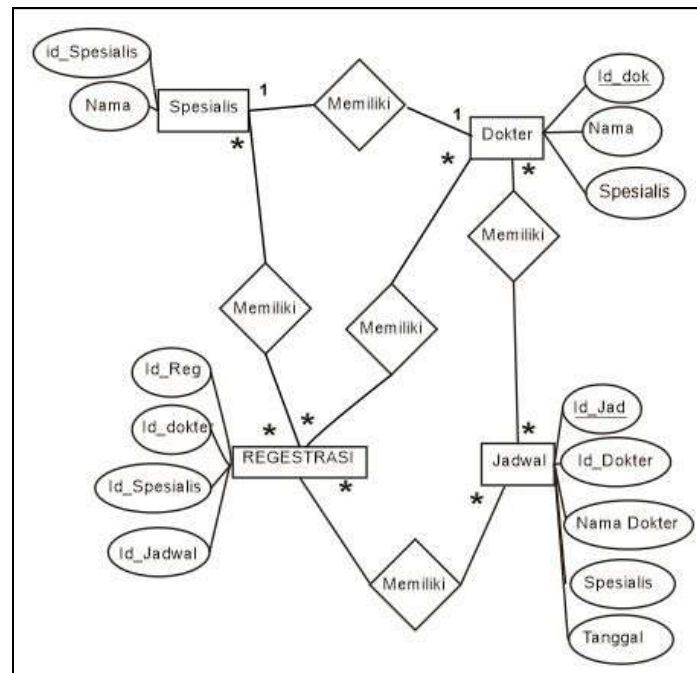 id_Spesialis
Nama
Spesialis
1
*
Memiliki
1
Dokter
*
*
Id_dok
Nama
Spesialis
Memiliki
Memiliki
Memiliki
Id_Reg
Id_dokter
Id_Spesialis
Id_Jadwal
*
*
REGESTRASI
*
*
Jadwal
*
Id_Jad
Id_Dokter
Nama Dokter
Spesialis
Tanggal
Memiliki